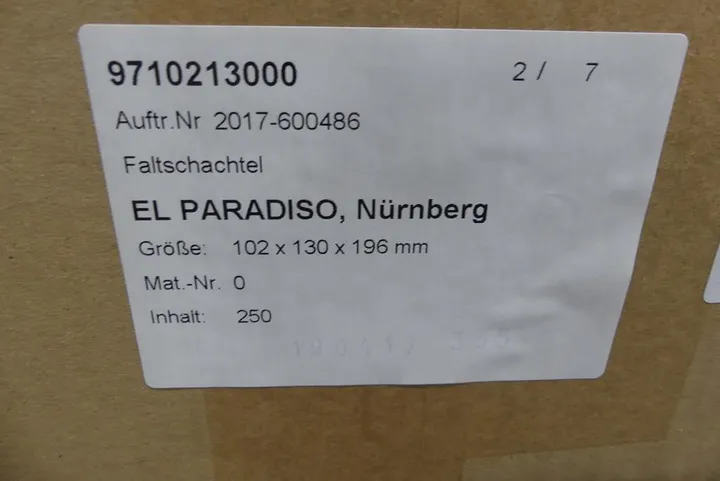 9710213000 2 / 7
Auftr.Nr 2017-600486
Faltschachtel
EL PARADISO, Nürnberg
Größe: 102 x 130 x 196 mm
Mat.-Nr. 0
Inhalt: 250